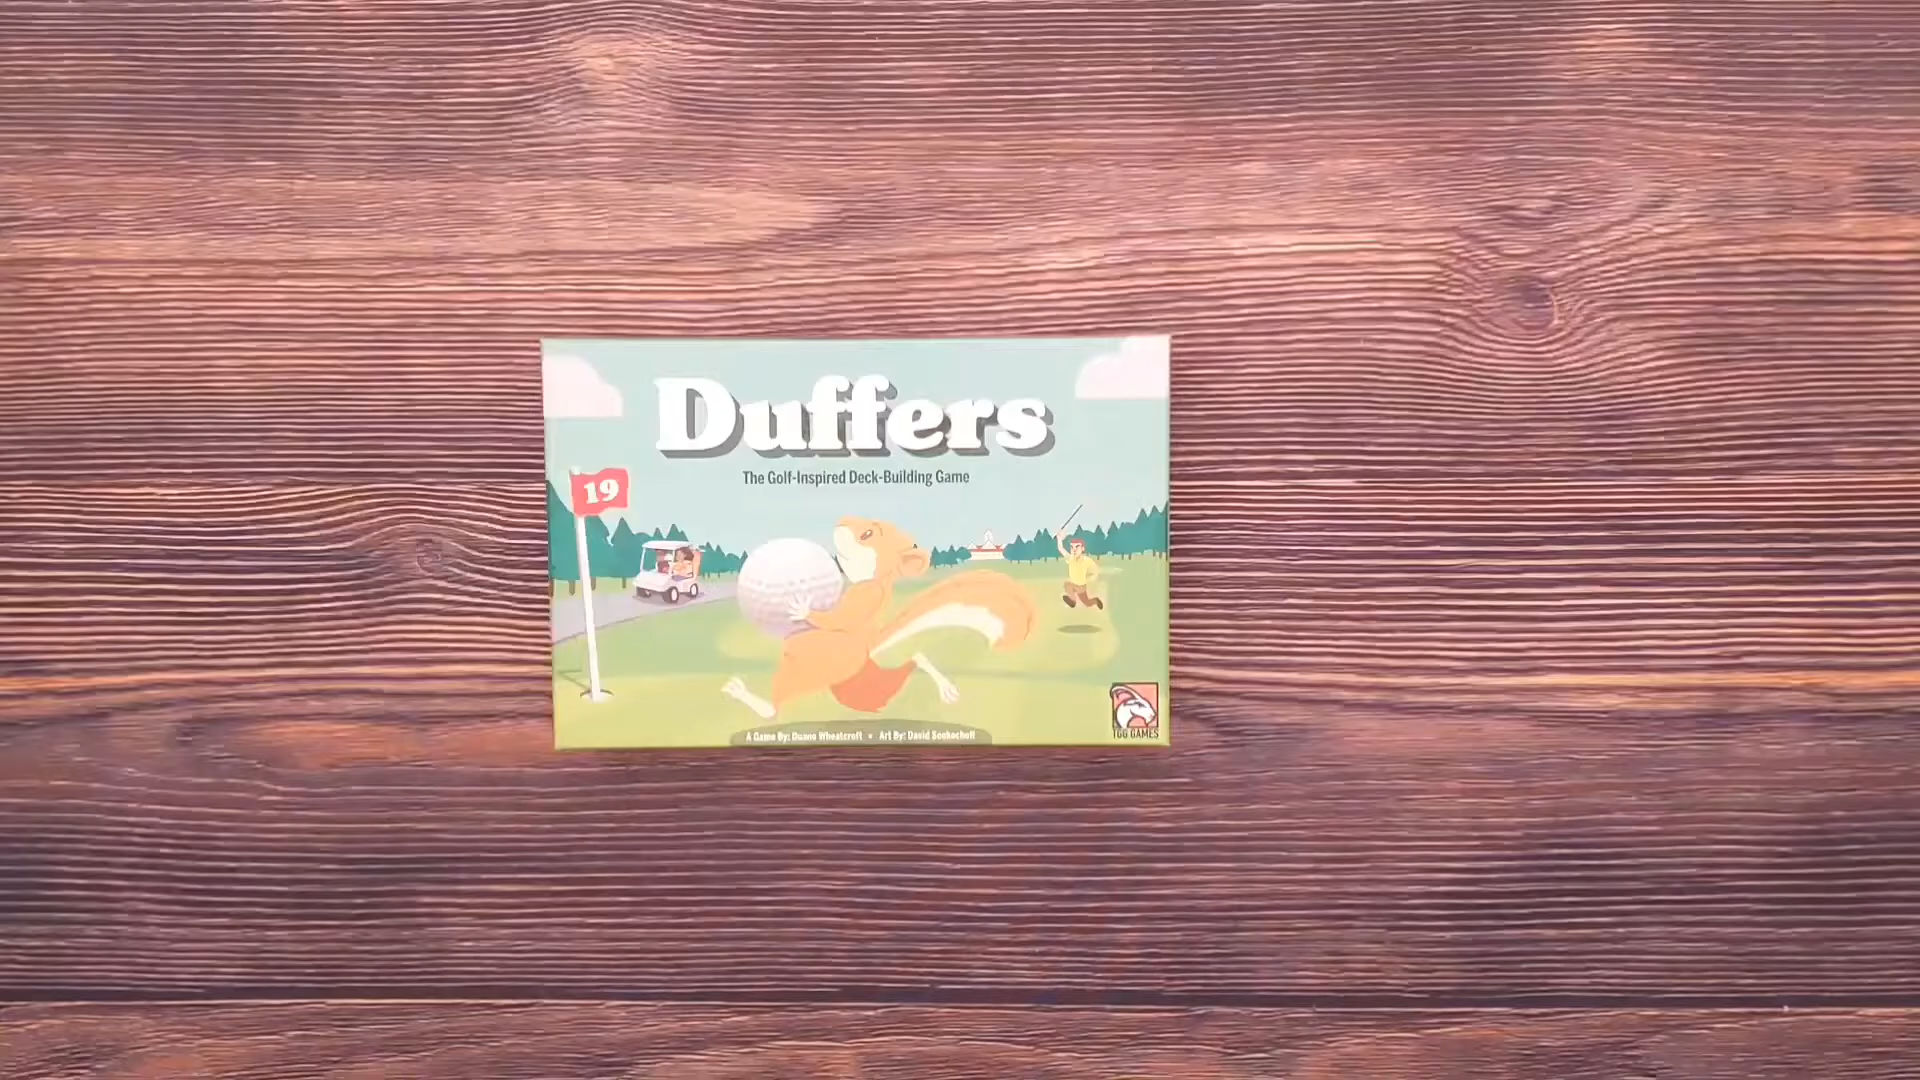 Duffers
The Golf-Inspired Deck-Building Game
19
A Game By: Duane Wheatcroft • Art By: David Sookocheff
TGG GAMES